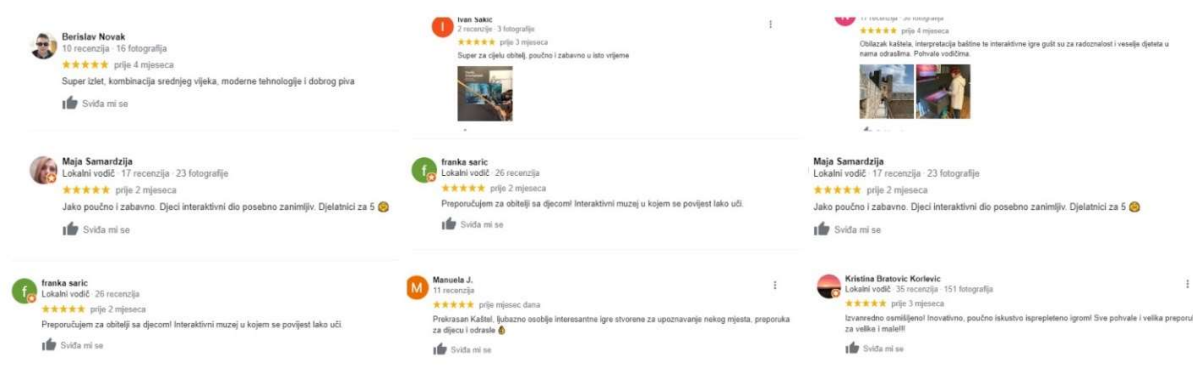 Berislav Novak
10 recenzija · 16 fotografija
prije 4 mjeseca
Super izlet, kombinacija srednjeg vijeka, moderne tehnologije i dobrog piva
Sviđa mi se
I
Ivan Sakić
2 recenzije · 3 fotografije
prije 3 mjeseca
Super za cijelu obitelj, poučno i zabavno u isto vrijeme
17 recenzija · 36 fotografija
prije 4 mjeseca
Obilazak kaštela, interpretacija baštine te interaktivne igre gulit su za radoznalost i veselje djeteta u
nama odraslima. Pohvala vodičima.
Maja Samardzija
Lokalni vodič · 17 recenzija · 23 fotografije
prije 2 mjeseca
Jako poučno i zabavno. Djeci interaktivni dio posebno zanimljiv. Djelatnici za 5
Sviđa mi se
f
franka saric
Lokalni vodič · 26 recenzija
prije 2 mjeseca
Preporučujem za obitelji sa djecom! Interaktivni muzej u kojem se povijest lako uči.
Sviđa mi se
Maja Samardzija
Lokalni vodič · 17 recenzija · 23 fotografije
prije 2 mjeseca
Jako poučno i zabavno. Djeci interaktivni dio posebno zanimljiv. Djelatnici za 5
Sviđa mi se
f
franka saric
Lokalni vodič · 26 recenzija
prije 2 mjeseca
Preporučujem za obitelji sa djecom! Interaktivni muzej u kojem se povijest lako uči.
Sviđa mi se
M
Manuela J.
11 recenzija
prije mjesec dana
Prekrasan Kaštel, ljubazno osoblje interesantne igre stvorene za upoznavanje nekog mjesta, preporuka
za dijecu i odrasle
Sviđa mi se
Kristina Bratovic Korlevic
Lokalni vodič · 35 recenzija · 151 fotografija
prije 3 mjeseca
Izvanredno osmišljeno! Inovativno, poučno iskustvo isprepleteno igrom! Sve pohvale i velika preporu
za velike i male!!!
Sviđa mi se